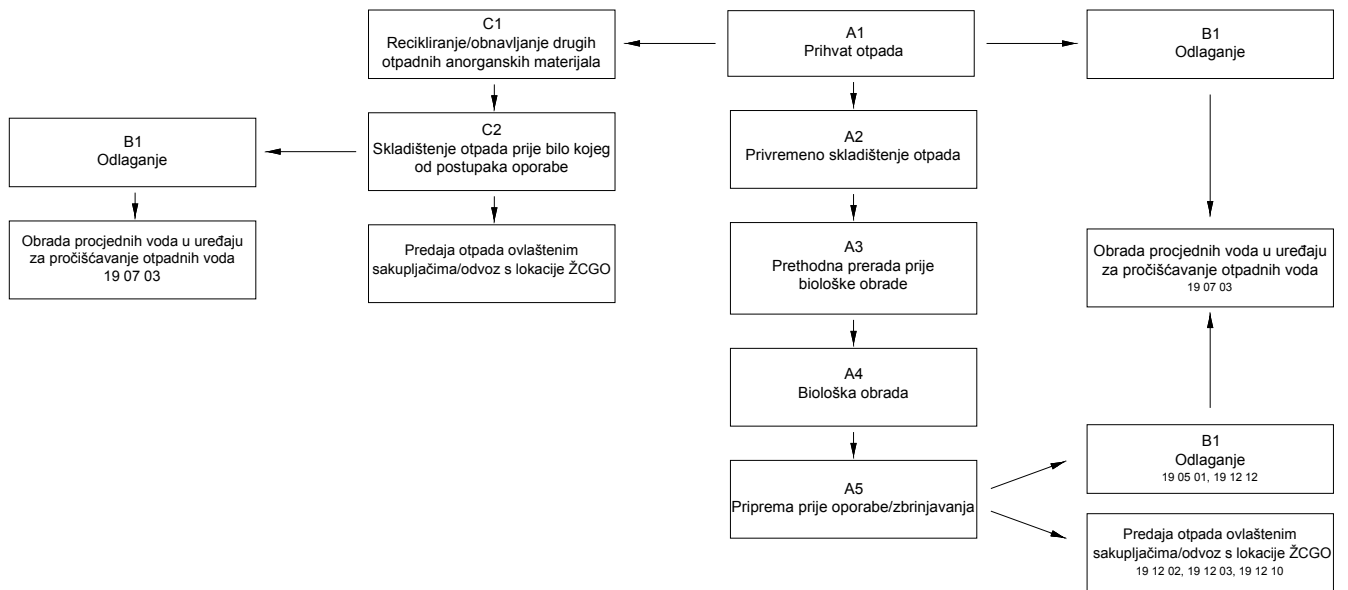 C1
Recikliranje/obnavljanje drugih
otpadnih anorganskih materijala
A1
Prihvat otpada
B1
Odlaganje
B1
Odlaganje
C2
Skladištenje otpada prije bilo kojeg
od postupaka oporabe
A2
Privremeno skladištenje otpada
Obrada procjednih voda u uređaju
za pročišćavanje otpadnih voda
19 07 03
Predaja otpada ovlaštenim
sakupljačima/odvoz s lokacije ŽCGO
A3
Prethodna prerada prije
biološke obrade
Obrada procjednih voda u uređaju
za pročišćavanje otpadnih voda
19 07 03
A4
Biološka obrada
A5
Priprema prije oporabe/zbrinjavanja
B1
Odlaganje
19 05 01, 19 12 12
Predaja otpada ovlaštenim
sakupljačima/odvoz s lokacije ŽCGO
19 12 02, 19 12 03, 19 12 10